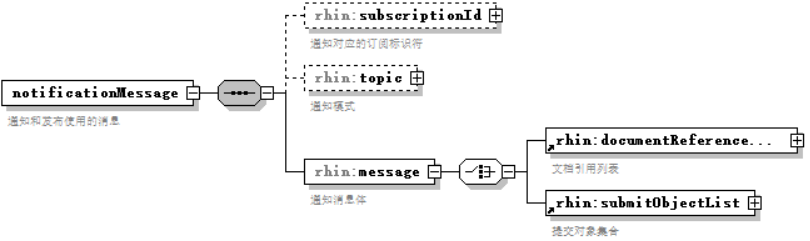 rhin:subscriptionId
通知对应的订阅标识符
rhin:topic
通知模式
notificationMessage
通知和发布使用的消息
rhin:message
通知消息体
rhin:documentReference...
文档引用列表
rhin:submitObjectList
提交对象集合